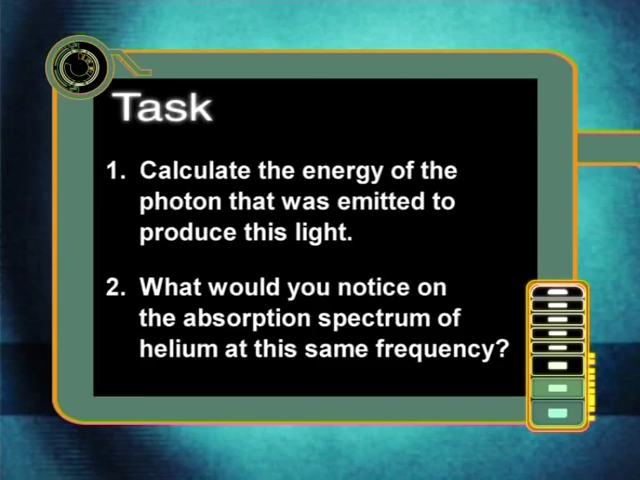 Task
1. Calculate the energy of the
photon that was emitted to
produce this light.
2. What would you notice on
the absorption spectrum of
helium at this same frequency?